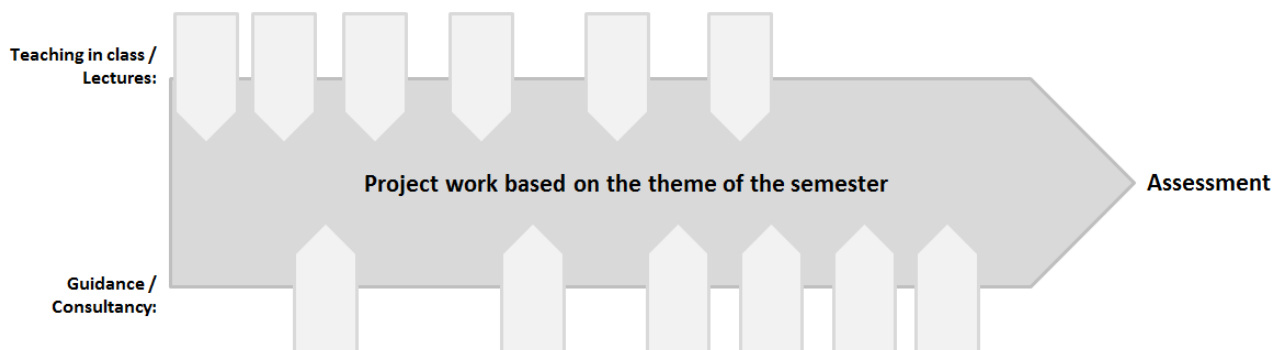 Teaching in class /
Lectures:
Project work based on the theme of the semester
Assessment
Guidance /
Consultancy: